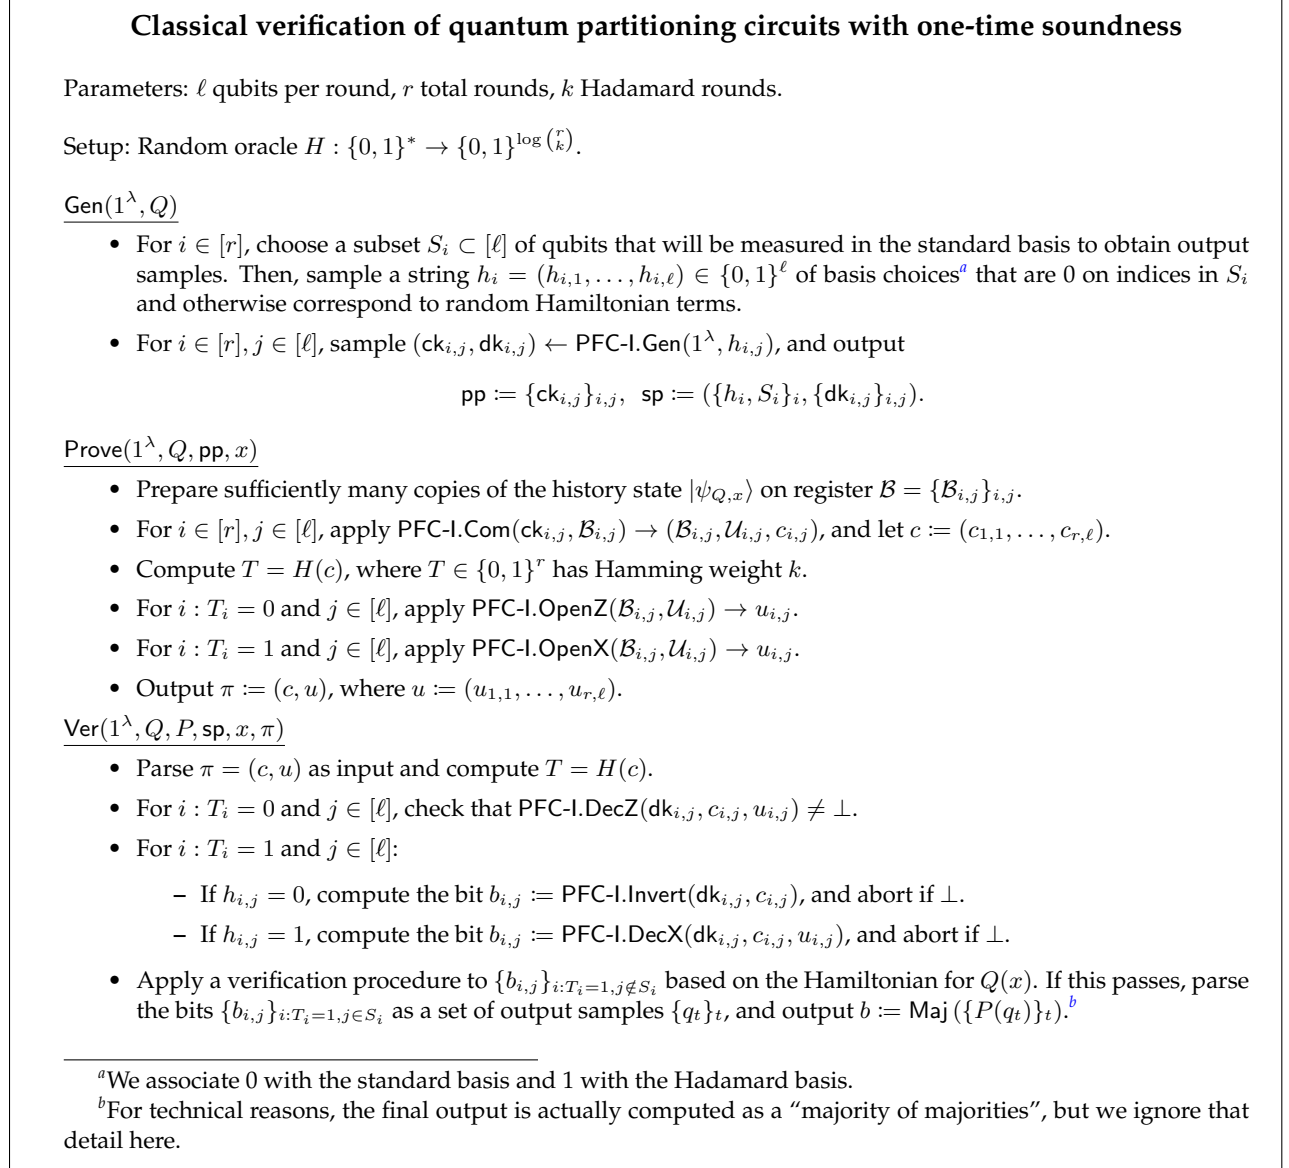 Classical verification of quantum partitioning circuits with one-time soundness
Parameters: ℓ qubits per round, r total rounds, k Hadamard rounds.
Setup: Random oracle H : {0, 1}* → {0, 1}^{log (r choose k)}.
Gen(1^λ, Q)
• For i ∈ [r], choose a subset S_i ⊂ [ℓ] of qubits that will be measured in the standard basis to obtain output
samples. Then, sample a string h_i = (h_{i,1}, . . . , h_{i,ℓ}) ∈ {0, 1}^ℓ of basis choices^a that are 0 on indices in S_i
and otherwise correspond to random Hamiltonian terms.
• For i ∈ [r], j ∈ [ℓ], sample (ck_{i,j}, dk_{i,j}) ← PFC-I.Gen(1^λ, h_{i,j}), and output
pp := {ck_{i,j}}_{i,j}, sp := ({h_i, S_i}_i, {dk_{i,j}}_{i,j}).
Prove(1^λ, Q, pp, x)
• Prepare sufficiently many copies of the history state |ψ_{Q,x}⟩ on register B = {B_{i,j}}_{i,j}.
• For i ∈ [r], j ∈ [ℓ], apply PFC-I.Com(ck_{i,j}, B_{i,j}) → (B_{i,j}, U_{i,j}, c_{i,j}), and let c := (c_{1,1}, . . . , c_{r,ℓ}).
• Compute T = H(c), where T ∈ {0, 1}^r has Hamming weight k.
• For i : T_i = 0 and j ∈ [ℓ], apply PFC-I.OpenZ(B_{i,j}, U_{i,j}) → u_{i,j}.
• For i : T_i = 1 and j ∈ [ℓ], apply PFC-I.OpenX(B_{i,j}, U_{i,j}) → u_{i,j}.
• Output π := (c, u), where u := (u_{1,1}, . . . , u_{r,ℓ}).
Ver(1^λ, Q, P, sp, x, π)
• Parse π = (c, u) as input and compute T = H(c).
• For i : T_i = 0 and j ∈ [ℓ], check that PFC-I.DecZ(dk_{i,j}, c_{i,j}, u_{i,j}) ≠ ⊥.
• For i : T_i = 1 and j ∈ [ℓ]:
– If h_{i,j} = 0, compute the bit b_{i,j} := PFC-I.Invert(dk_{i,j}, c_{i,j}), and abort if ⊥.
– If h_{i,j} = 1, compute the bit b_{i,j} := PFC-I.DecX(dk_{i,j}, c_{i,j}, u_{i,j}), and abort if ⊥.
• Apply a verification procedure to {b_{i,j}}_{i:T_i=1,j∉S_i} based on the Hamiltonian for Q(x). If this passes, parse
the bits {b_{i,j}}_{i:T_i=1,j∈S_i} as a set of output samples {q_t}_t, and output b := Maj ({P(q_t)}_t).^b
^aWe associate 0 with the standard basis and 1 with the Hadamard basis.
^bFor technical reasons, the final output is actually computed as a “majority of majorities”, but we ignore that
detail here.